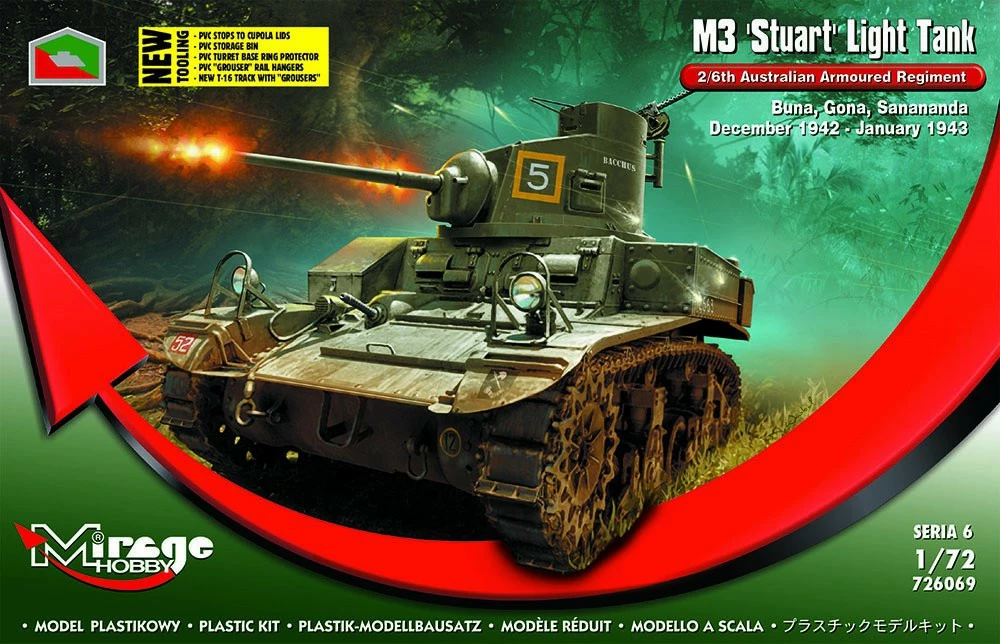 NEW TOOLING
- PVC STOPS TO CUPOLA LIDS
- PVC STORAGE BIN
- PVC TURRET BASE RING PROTECTOR
- PVC "GROUSER" RAIL HANGERS
- NEW T-16 TRACK WITH "GROUSERS"
M3 'Stuart' Light Tank
2/6th Australian Armoured Regiment
Buna, Gona, Sanananda
December 1942 - January 1943
5
BACCHUS
52
12
Mirage®
HOBBY
SERIA 6
1/72
726069
• MODEL PLASTIKOWY • PLASTIC KIT • PLASTIK-MODELLBAUSATZ • MODÈLE RÉDUIT • MODELLO A SCALA • プラスチックモデルキット •